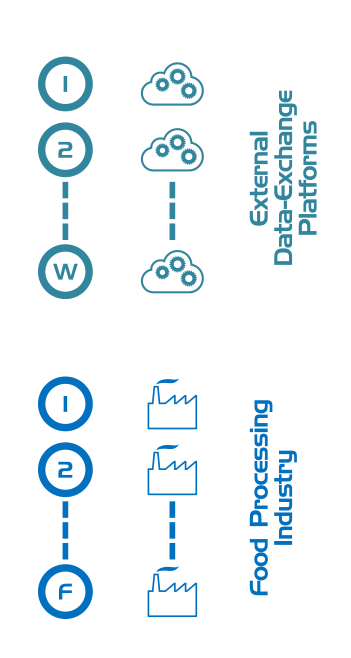 1
2
W
External
Data-Exchange
Platforms
1
2
F
Food Processing
Industry